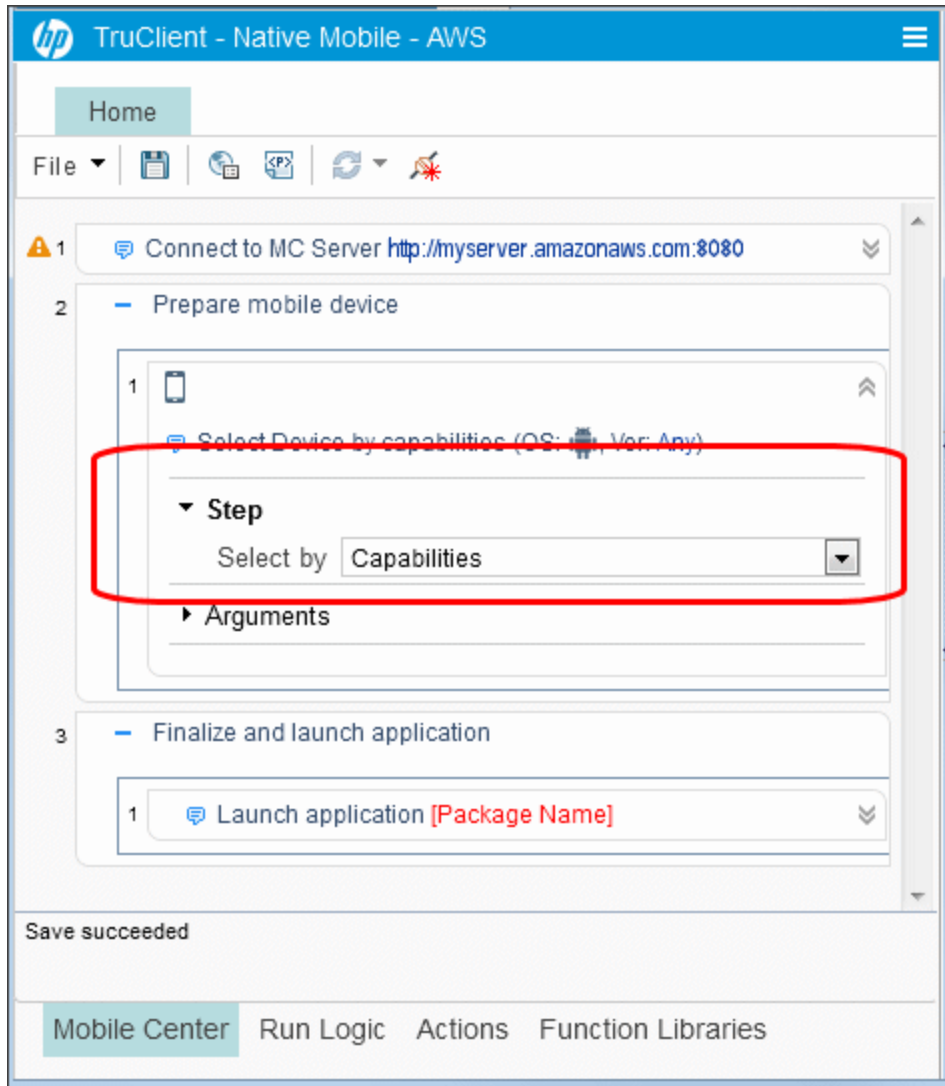 hp TruClient - Native Mobile - AWS
Home
File
1 Connect to MC Server http://myserver.amazonaws.com:8080
2 Prepare mobile device
1
Select Device by capabilities (OS: , Ver: Any)
Step
Select by Capabilities
Arguments
3 Finalize and launch application
1 Launch application [Package Name]
Save succeeded
Mobile Center Run Logic Actions Function Libraries